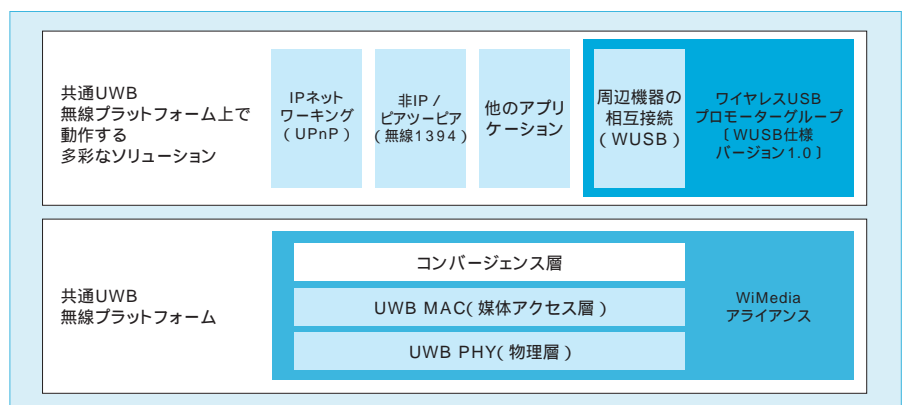 共通UWB
無線プラットフォーム上で
動作する
多彩なソリューション
IPネット
ワーキング
(UPnP)
非IP/
ピアツーピア
(無線1394)
他のアプリ
ケーション
周辺機器の
相互接続
(WUSB)
ワイヤレスUSB
プロモーターグループ
〔WUSB仕様
バージョン1.0〕
共通UWB
無線プラットフォーム
コンバージェンス層
UWB MAC(媒体アクセス層)
UWB PHY(物理層)
WiMedia
アライアンス